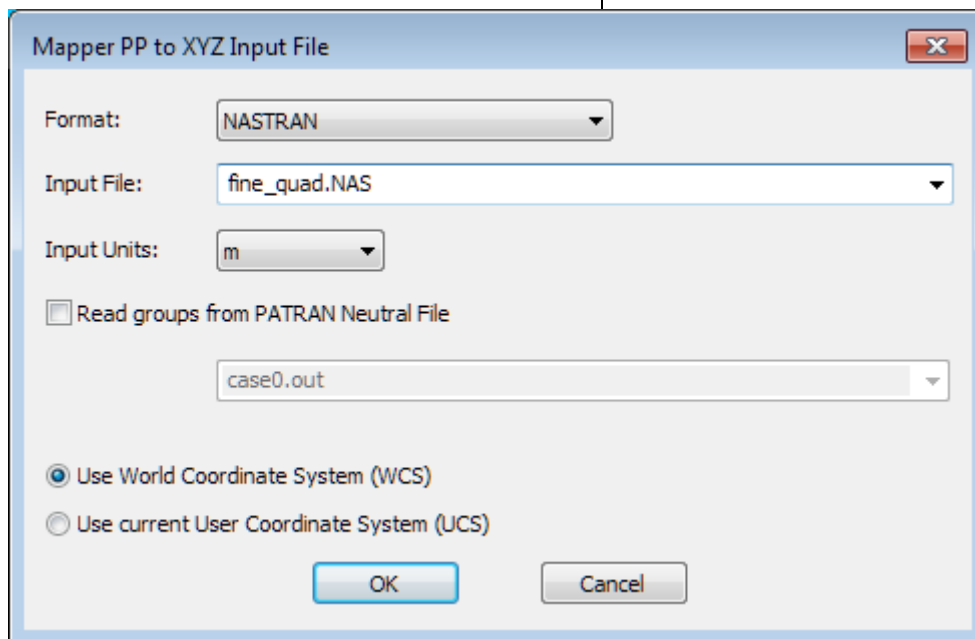 Mapper PP to XYZ Input File
Format: NASTRAN
Input File: fine_quad.NAS
Input Units: m
Read groups from PATRAN Neutral File
case0.out
Use World Coordinate System (WCS)
Use current User Coordinate System (UCS)
OK Cancel